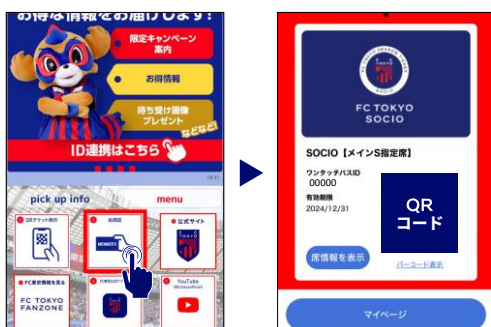 お得な情報をお届けします!
限定キャンペーン
案内
お得情報
待ち受け画像
プレゼント
などなど!
ID連携はこちら
pick up info
menu
QRチケット表示
会員証
公式サイト
MEMBER'S
TOKYO
FC東京情報を見る
YouTube
FC TOKYO
FANZONE
FC TOKYO
SOCIO
SOCIO【メインS指定席】
ワンタッチパスID
00000
有効期限
2024/12/31
QR
コード
席情報を表示
バーコード表示
マイページ